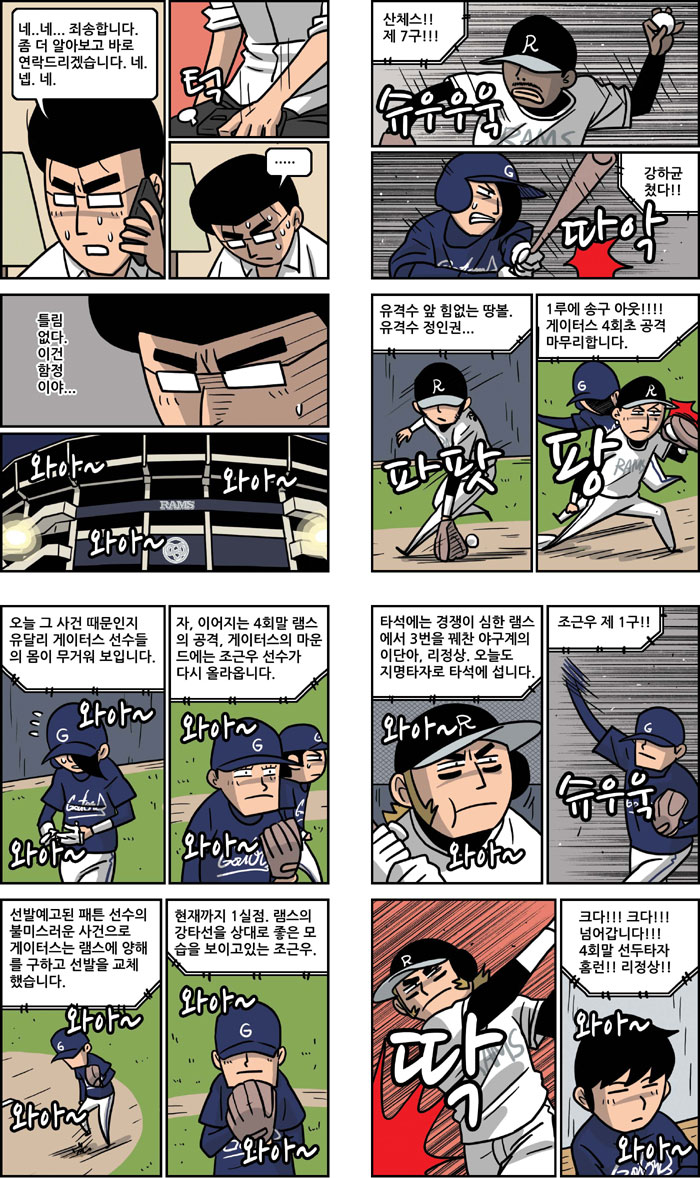 네..네... 죄송합니다.
좀 더 알아보고 바로
연락드리겠습니다. 네.
넵. 네.
턱
.....
틀림
없다.
이건
함정
이야...
와아~
와아~
RAMS
와아~
산체스!!
제 7구!!!
R
슈우우욱
RAMS
강하균
쳤다!!
G
따악
유격수 앞 힘없는 땅볼.
유격수 정인권...
R
파팟
1루에 송구 아웃!!!!
게이터스 4회초 공격
마무리합니다.
G
R
팡
RAMS
오늘 그 사건 때문인지
유달리 게이터스 선수들
의 몸이 무거워 보입니다.
와아~
G
와아~
자, 이어지는 4회말 램스
의 공격, 게이터스의 마운
드에는 조근우 선수가
다시 올라옵니다.
와아~
G
와아~
선발예고된 패튼 선수의
불미스러운 사건으로
게이터스는 램스에 양해
를 구하고 선발을 교체
했습니다.
와아~
G
와아~
현재까지 1실점. 램스의
강타선을 상대로 좋은 모
습을 보이고있는 조근우.
와아~
G
와아~
타석에는 경쟁이 심한 램스
에서 3번을 꿰찬 야구계의
이단아, 리정상. 오늘도
지명타자로 타석에 섭니다.
와아~
R
와아~
조근우 제 1구!!
G
슈우욱
R
딱
RAMS
크다!!! 크다!!!
넘어갑니다!!!
4회말 선두타자
홈런!! 리정상!!
와아~
와아~